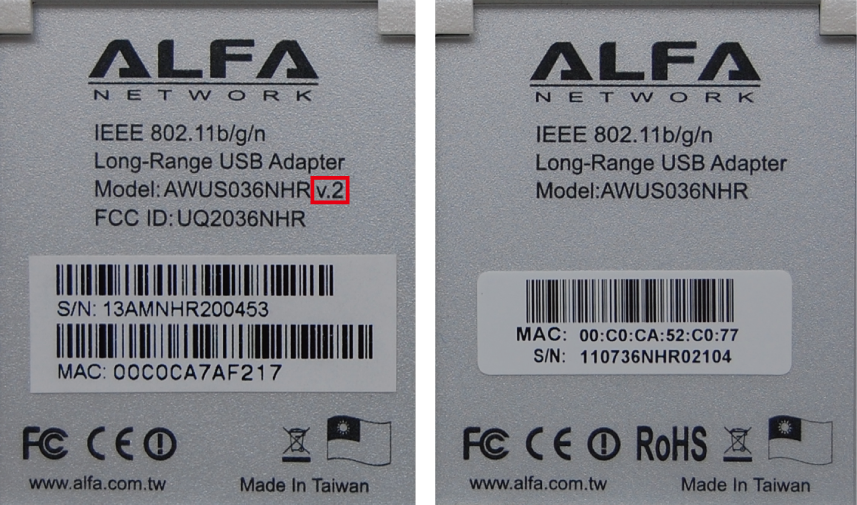 ALFA
NETWORK
IEEE 802.11b/g/n
Long-Range USB Adapter
Model:AWUS036NHR v.2
FCC ID:UQ2036NHR
S/N: 13AMNHR200453
MAC: 00C0CA7AF217
FC CE
www.alfa.com.tw
Made In Taiwan
ALFA
NETWORK
IEEE 802.11b/g/n
Long-Range USB Adapter
Model:AWUS036NHR
MAC: 00:C0:CA:52:C0:77
S/N: 110736NHR02104
FC CE RoHS
www.alfa.com.tw
Made In Taiwan